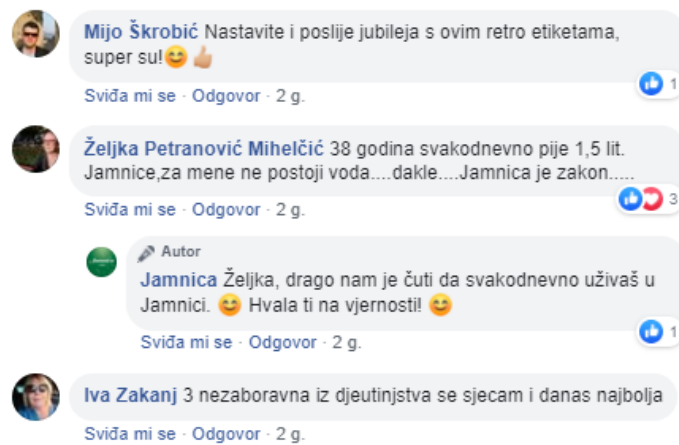 Mijo Škrobić Nastavite i poslije jubileja s ovim retro etiketama,
super su!😊👍🏼
1
Sviđa mi se · Odgovor · 2 g.
Željka Petranović Mihelčić 38 godina svakodnevno pije 1,5 lit.
Jamnice,za mene ne postoji voda....dakle....Jamnica je zakon.....
3
Sviđa mi se · Odgovor · 2 g.
Autor
Jamnica Željka, drago nam je čuti da svakodnevno uživaš u
Jamnici. 😊 Hvala ti na vjernosti! 😊
1
Sviđa mi se · Odgovor · 2 g.
Iva Zakanj 3 nezaboravna iz djeutinjstva se sjecam i danas najbolja
Sviđa mi se · Odgovor · 2 g.